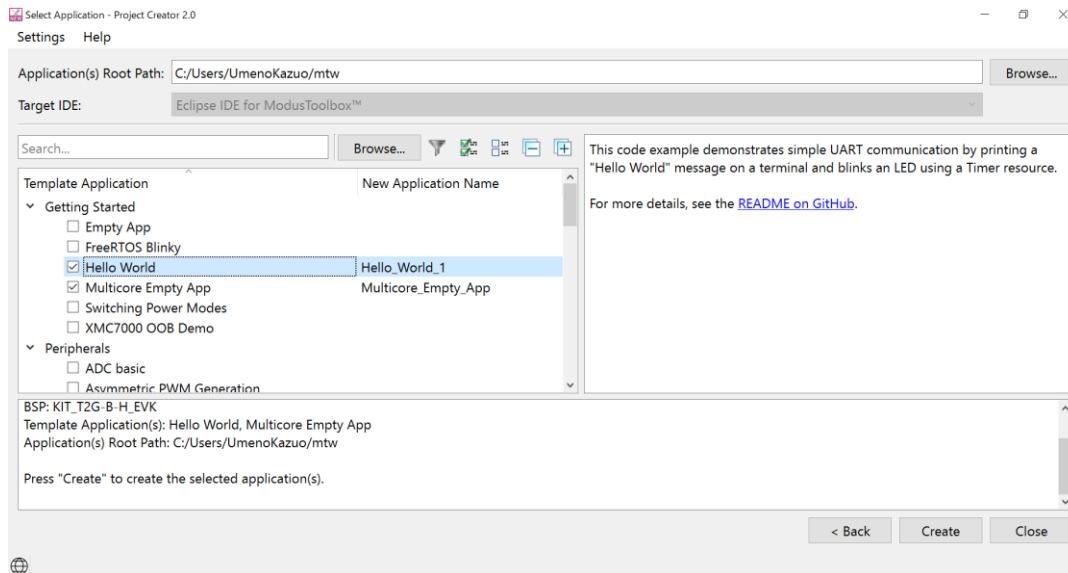 Select Application - Project Creator 2.0
Settings Help
Application(s) Root Path: C:/Users/UmenoKazuo/mtw Browse...
Target IDE: Eclipse IDE for ModusToolbox™
Search... Browse...
Template Application New Application Name
Getting Started
Empty App
FreeRTOS Blinky
Hello World Hello_World_1
Multicore Empty App Multicore_Empty_App
Switching Power Modes
XMC7000 OOB Demo
Peripherals
ADC basic
Asymmetric PWM Generation
This code example demonstrates simple UART communication by printing a
"Hello World" message on a terminal and blinks an LED using a Timer resource.
For more details, see the README on GitHub.
BSP: KIT_T2G-B-H_EVK
Template Application(s): Hello World, Multicore Empty App
Application(s) Root Path: C:/Users/UmenoKazuo/mtw
Press "Create" to create the selected application(s).
< Back Create Close